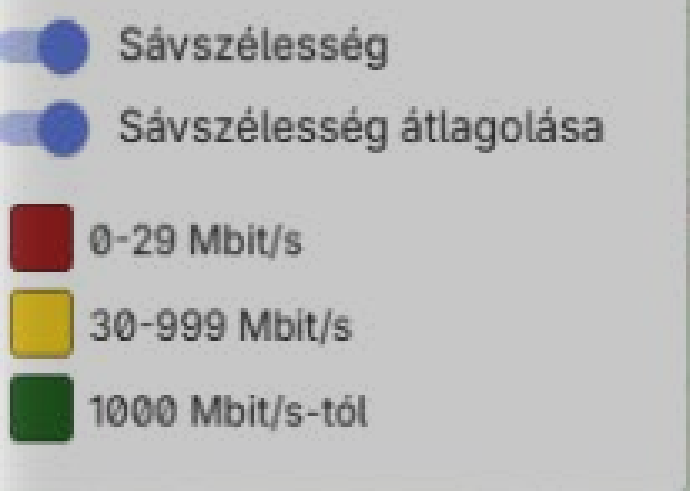 Sávszélesség
Sávszélesség átlagolása
0-29 Mbit/s
30-999 Mbit/s
1000 Mbit/s-tól